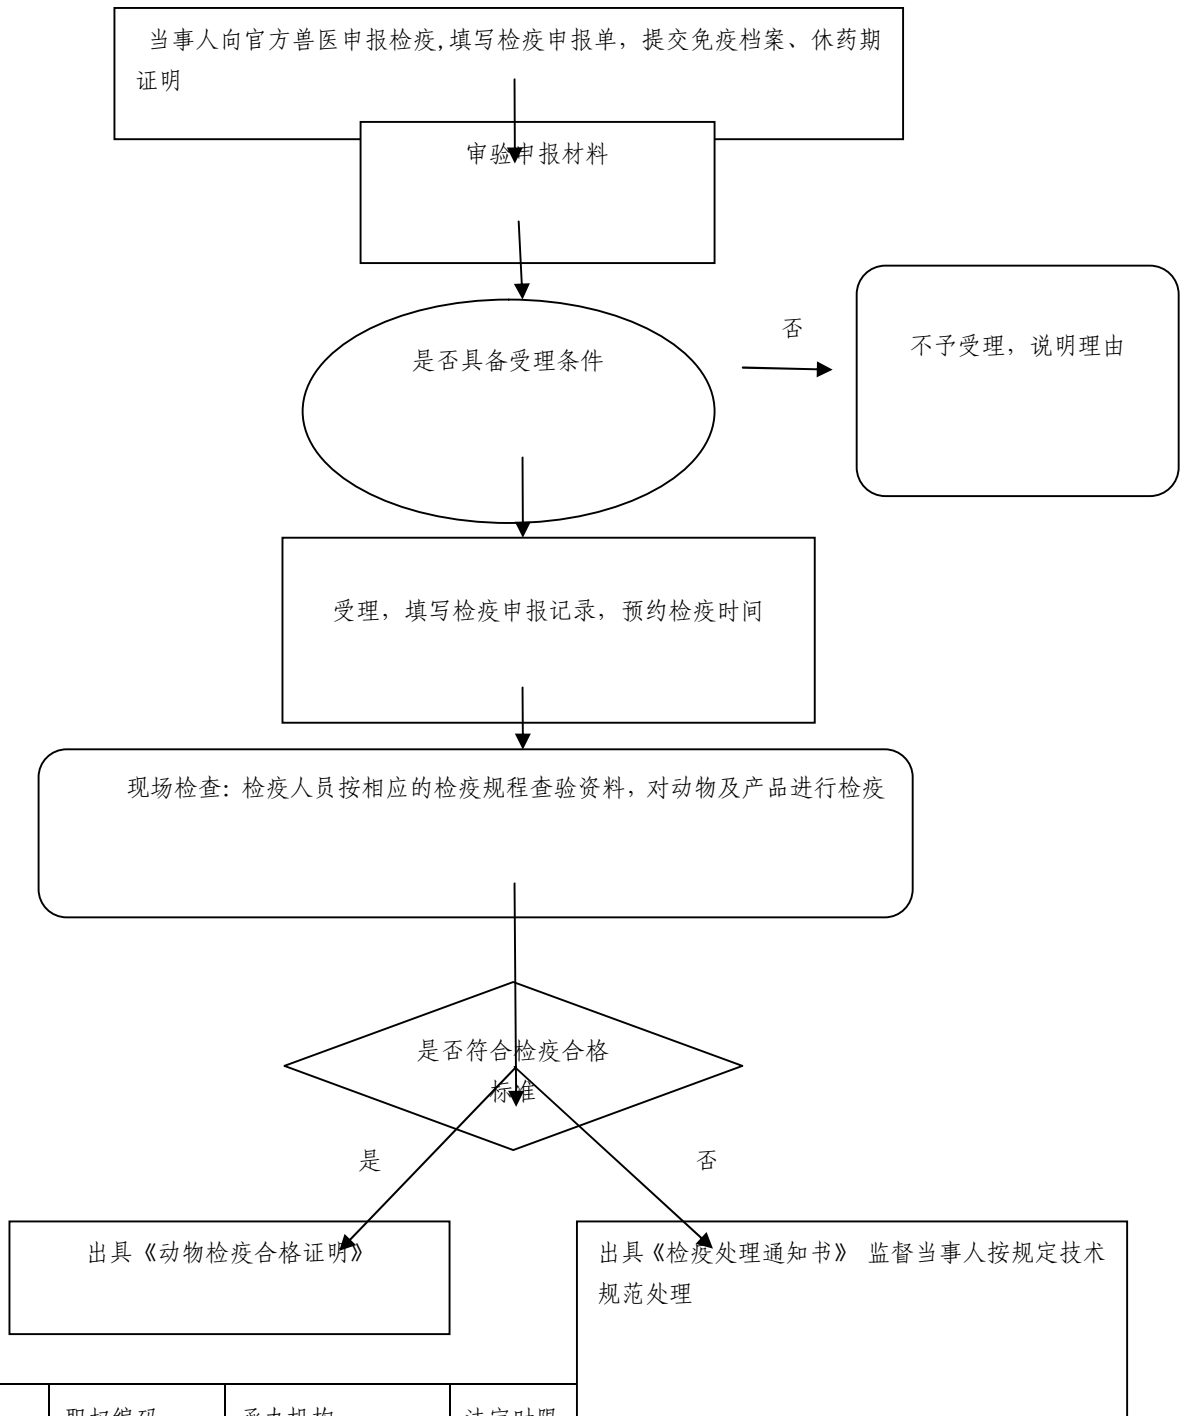 当事人向官方兽医申报检疫,填写检疫申报单，提交免疫档案、休药期
证明
审验申报材料
是否具备受理条件
否
不予受理，说明理由
受理，填写检疫申报记录，预约检疫时间
现场检查：检疫人员按相应的检疫规程查验资料，对动物及产品进行检疫
是否符合检疫合格
标准
是
否
出具《动物检疫合格证明》
出具《检疫处理通知书》 监督当事人按规定技术
规范处理
职权编码
承办机构
法定时限